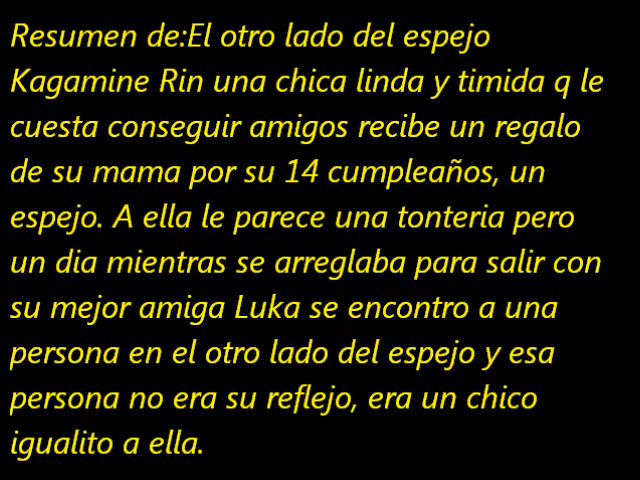 Resumen de:El otro lado del espejo
Kagamine Rin una chica linda y timida q le
cuesta conseguir amigos recibe un regalo
de su mama por su 14 cumpleaños, un
espejo. A ella le parece una tonteria pero
un dia mientras se arreglaba para salir con
su mejor amiga Luka se encontro a una
persona en el otro lado del espejo y esa
persona no era su reflejo, era un chico
igualito a ella.